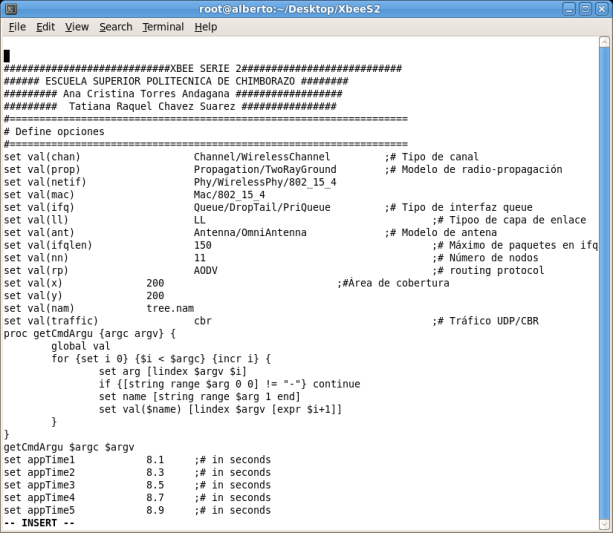 root@alberto:~/Desktop/XbeeS2
File Edit View Search Terminal Help
############################XBEE SERIE 2###########################
###### ESCUELA SUPERIOR POLITECNICA DE CHIMBORAZO ########
######### Ana Cristina Torres Andagana ##################
#########  Tatiana Raquel Chavez Suarez ################
#===================================================================
# Define opciones
#===================================================================
set val(chan)                   Channel/WirelessChannel         ;# Tipo de canal
set val(prop)                   Propagation/TwoRayGround        ;# Modelo de radio-propagación
set val(netif)                  Phy/WirelessPhy/802_15_4
set val(mac)                    Mac/802_15_4
set val(ifq)                    Queue/DropTail/PriQueue         ;# Tipo de interfaz queue
set val(ll)                     LL                                      ;# Tipoo de capa de enlace
set val(ant)                    Antenna/OmniAntenna             ;# Modelo de antena
set val(ifqlen)                 150                                     ;# Máximo de paquetes en ifq
set val(nn)                     11                                      ;# Número de nodos
set val(rp)                     AODV                                    ;# routing protocol
set val(x)              200                             ;#Área de cobertura
set val(y)              200
set val(nam)            tree.nam
set val(traffic)                cbr                                     ;# Tráfico UDP/CBR
proc getCmdArgu {argc argv} {
        global val
        for {set i 0} {$i < $argc} {incr i} {
                set arg [lindex $argv $i]
                if {[string range $arg 0 0] != "-"} continue
                set name [string range $arg 1 end]
                set val($name) [lindex $argv [expr $i+1]]
        }
}
getCmdArgu $argc $argv
set appTime1            8.1     ;# in seconds
set appTime2            8.3     ;# in seconds
set appTime3            8.5     ;# in seconds
set appTime4            8.7     ;# in seconds
set appTime5            8.9     ;# in seconds
-- INSERT --